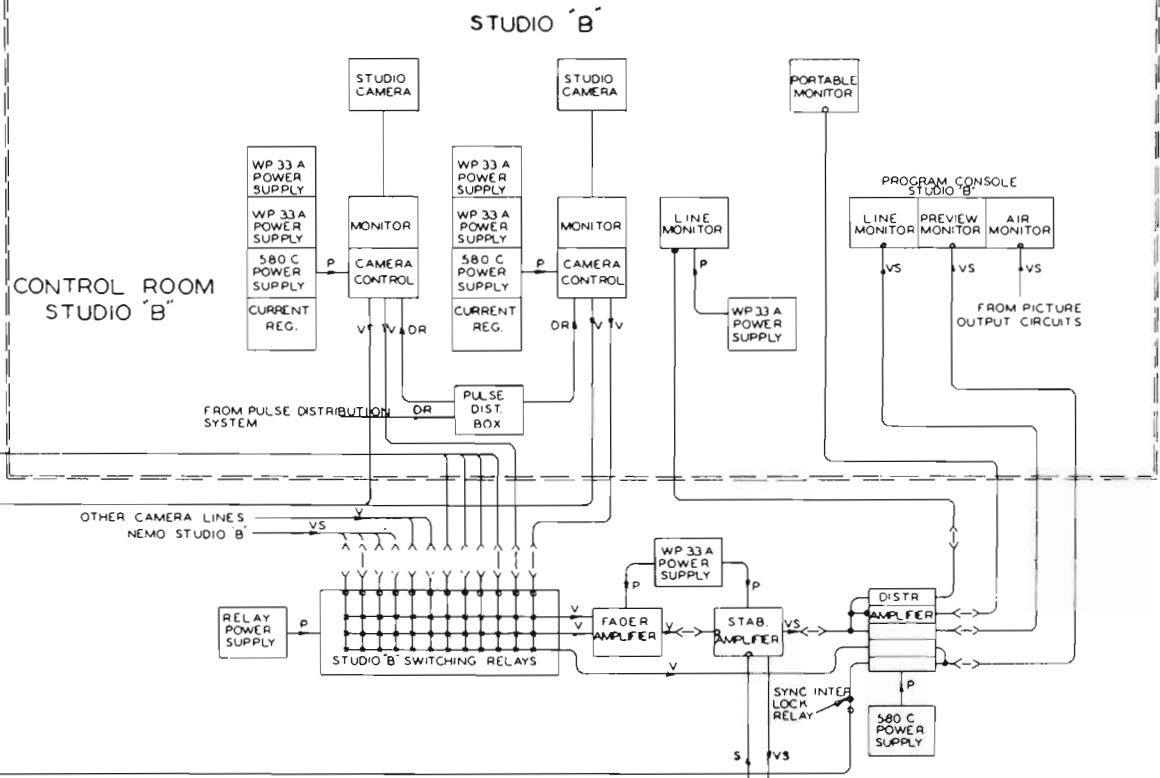 STUDIO "B"
STUDIO
CAMERA
STUDIO
CAMERA
PORTABLE
MONITOR
WP 33 A
POWER
SUPPLY
WP 33 A
POWER
SUPPLY
580 C
POWER
SUPPLY
CURRENT
REG.
MONITOR
CAMERA
CONTROL
P
WP 33 A
POWER
SUPPLY
WP 33 A
POWER
SUPPLY
580 C
POWER
SUPPLY
CURRENT
REG.
MONITOR
CAMERA
CONTROL
P
LINE
MONITOR
P
WP 33 A
POWER
SUPPLY
PROGRAM CONSOLE
STUDIO "B"
LINE
MONITOR
PREVIEW
MONITOR
AIR
MONITOR
VS
VS
VS
FROM PICTURE
OUTPUT CIRCUITS
CONTROL ROOM
STUDIO "B"
V
V
DR
DR
V
V
PULSE
DIST.
BOX
FROM PULSE DISTRIBUTION
SYSTEM
DR
OTHER CAMERA LINES
V
NEMO STUDIO "B"
VS
RELAY
POWER
SUPPLY
P
STUDIO "B" SWITCHING RELAYS
V
V
V
WP 33 A
POWER
SUPPLY
P
P
FADER
AMPLIFIER
V
STAB.
AMPLIFIER
VS
DISTR
AMPLIFIER
P
580 C
POWER
SUPPLY
SYNC INTER
LOCK
RELAY
S
VS